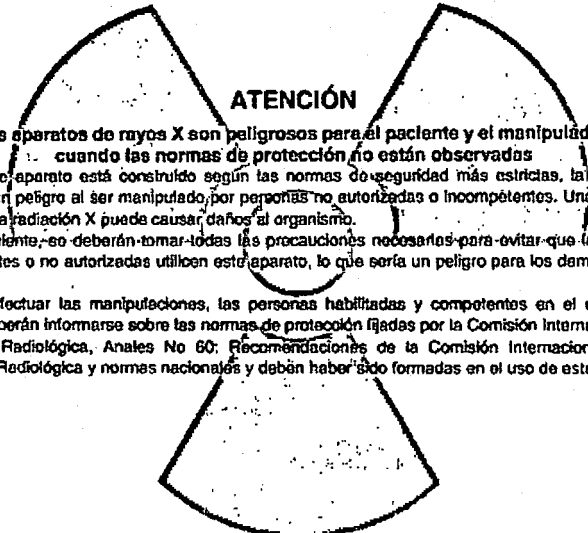 ATENCIÓN
s aparatos de rayos X son peligrosos para el paciente y el manipulad
cuando las normas de protección no están observadas
aparato está construido según las normas de seguridad más estrictas, la
peligro al ser manipulado por personas no autorizadas o incompetentes. Una
a radiación X puede causar daños al organismo.
iente, se deberán tomar todas las precauciones necesarias para evitar que
tes o no autorizadas utilicen este aparato, lo que sería un peligro para los dem
fectuar las manipulaciones, las personas habilitadas y competentes en el
berán informarse sobre las normas de protección fijadas por la Comisión Intern
Radiológica, Anales No 60: Recomendaciones de la Comisión Internacion
Radiológica y normas nacionales y deben haber sido formadas en el uso de est